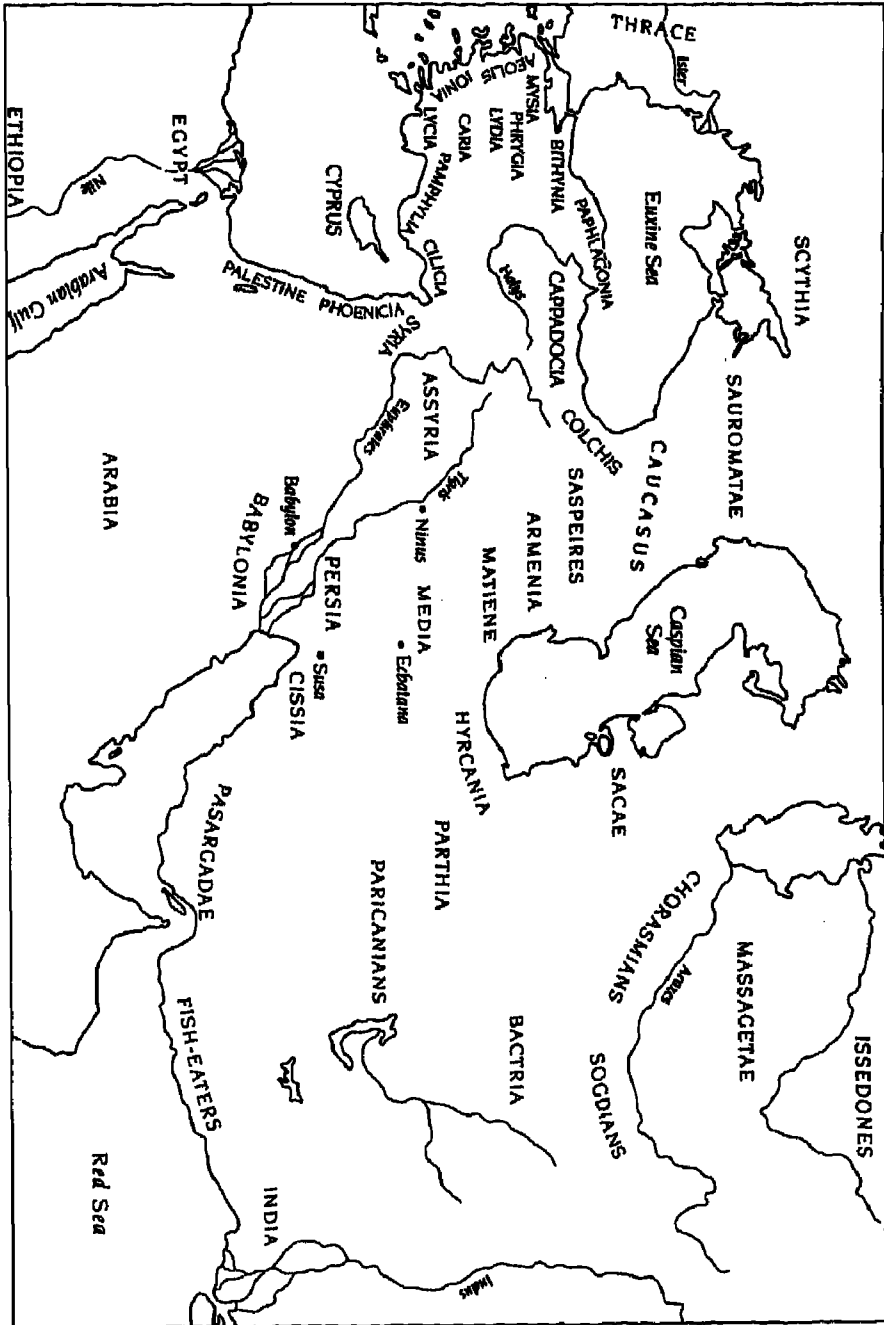 THRACE
Ister
SCYTHIA
SAUROMATAE
ISSEDONES
MASSAGETAE
Euxine Sea
CAUCASUS
Caspian
Sea
SACAE
CHORASMIANS
Araxes
SOGDIANS
COLCHIS
SASPEIRES
ARMENIA
MATIENE
HYRCANIA
PARTHIA
BACTRIA
PARICANIANS
BITHYNIA
PAPHLAGONIA
CAPPADOCIA
Halys
MYSIA
PHRYGIA
LYDIA
AEOLIS
IONIA
CARIA
LYCIA
PAMPHYLIA
CILICIA
CYPRUS
SYRIA
PHOENICIA
PALESTINE
ASSYRIA
Euphrates
Tigris
Ninus
MEDIA
Ecbatana
Babylon
BABYLONIA
PERSIA
Susa
CISSIA
PASARGADAE
FISH-EATERS
INDIA
Indus
EGYPT
Nile
ETHIOPIA
Arabian Gulf
ARABIA
Red Sea